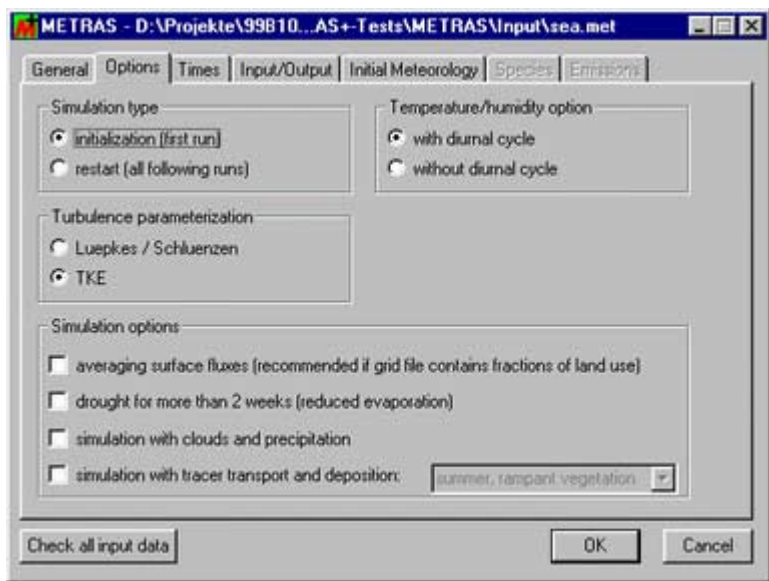 METRAS - D:\Projekte\99B10...AS+-Tests\METRAS\Input\sea.met
General Options Times Input/Output Initial Meteorology Species Emissions
Simulation type
initialization (first run)
restart (all following runs)
Temperature/humidity option
with diurnal cycle
without diurnal cycle
Turbulence parameterization
Luepkes / Schluenzen
TKE
Simulation options
averaging surface fluxes (recommended if grid file contains fractions of land use)
drought for more than 2 weeks (reduced evaporation)
simulation with clouds and precipitation
simulation with tracer transport and deposition: summer, rampant vegetation
Check all input data OK Cancel